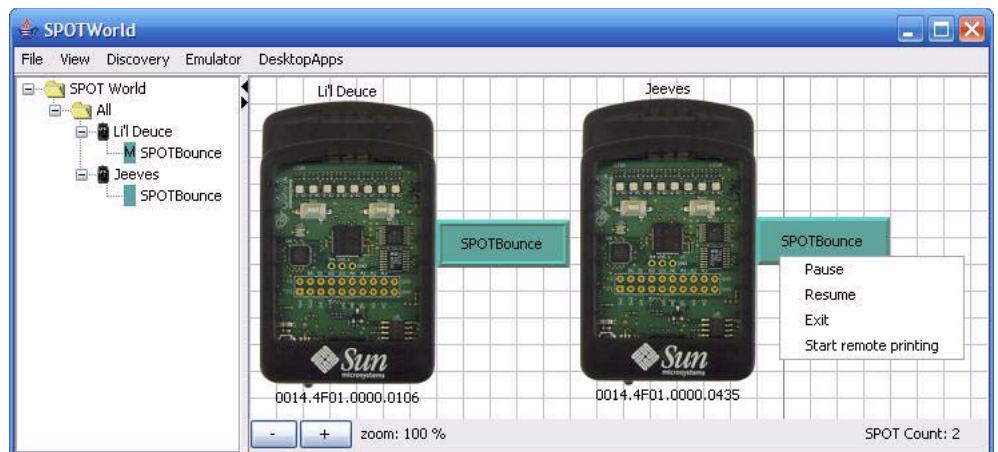 SPOTWorld
File View Discovery Emulator DesktopApps
SPOT World
All
Li'l Deuce
M SPOTBounce
Jeeves
SPOTBounce
Li'l Deuce
Jeeves
SPOTBounce
SPOTBounce
Pause
Resume
Exit
Start remote printing
Sun
microsystems
Sun
microsystems
0014.4F01.0000.0106
0014.4F01.0000.0435
- + zoom: 100 %
SPOT Count: 2